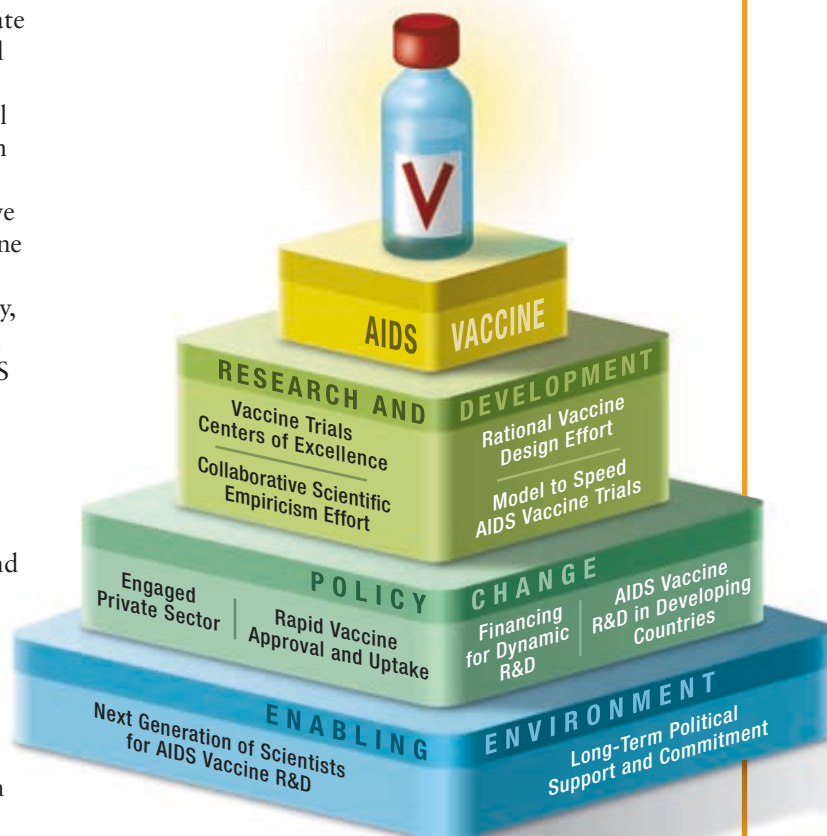 V
AIDS VACCINE
RESEARCH AND DEVELOPMENT
Vaccine Trials
Centers of Excellence
Collaborative Scientific
Empiricism Effort
Rational Vaccine
Design Effort
Model to Speed
AIDS Vaccine Trials
POLICY CHANGE
Engaged
Private Sector
Rapid Vaccine
Approval and Uptake
Financing
for Dynamic
R&D
AIDS Vaccine
R&D in Developing
Countries
ENABLING ENVIRONMENT
Next Generation of Scientists
for AIDS Vaccine R&D
Long-Term Political
Support and Commitment